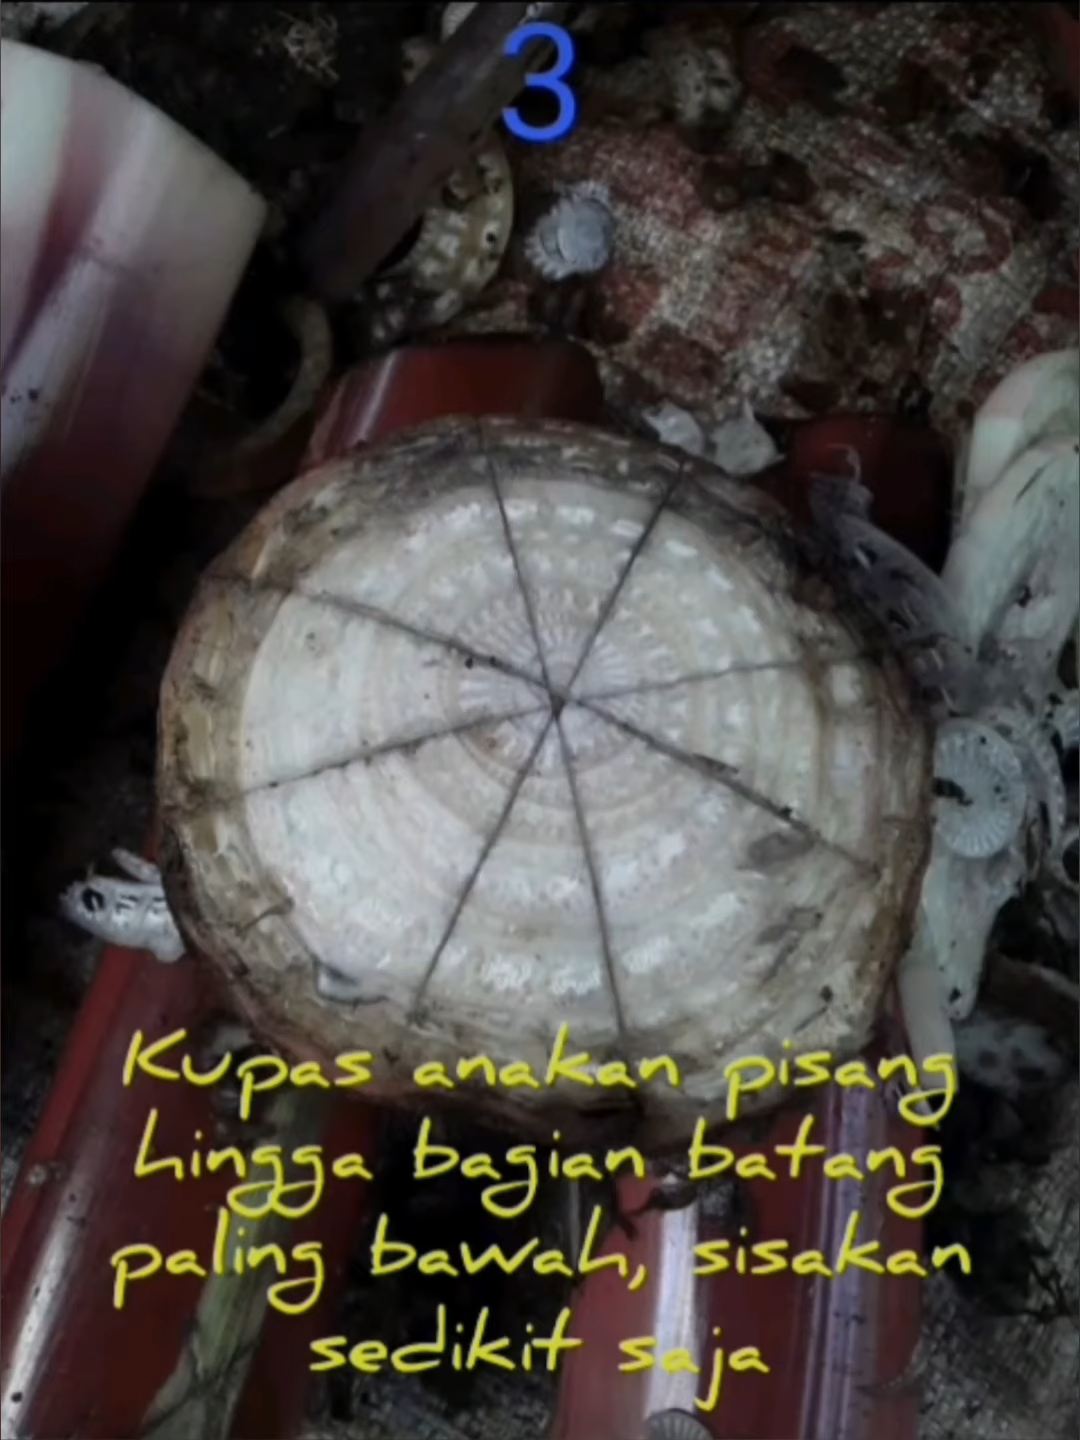 3
Kupas anakan pisang
hingga bagian batang
paling bawah, sisakan
sedikit saja